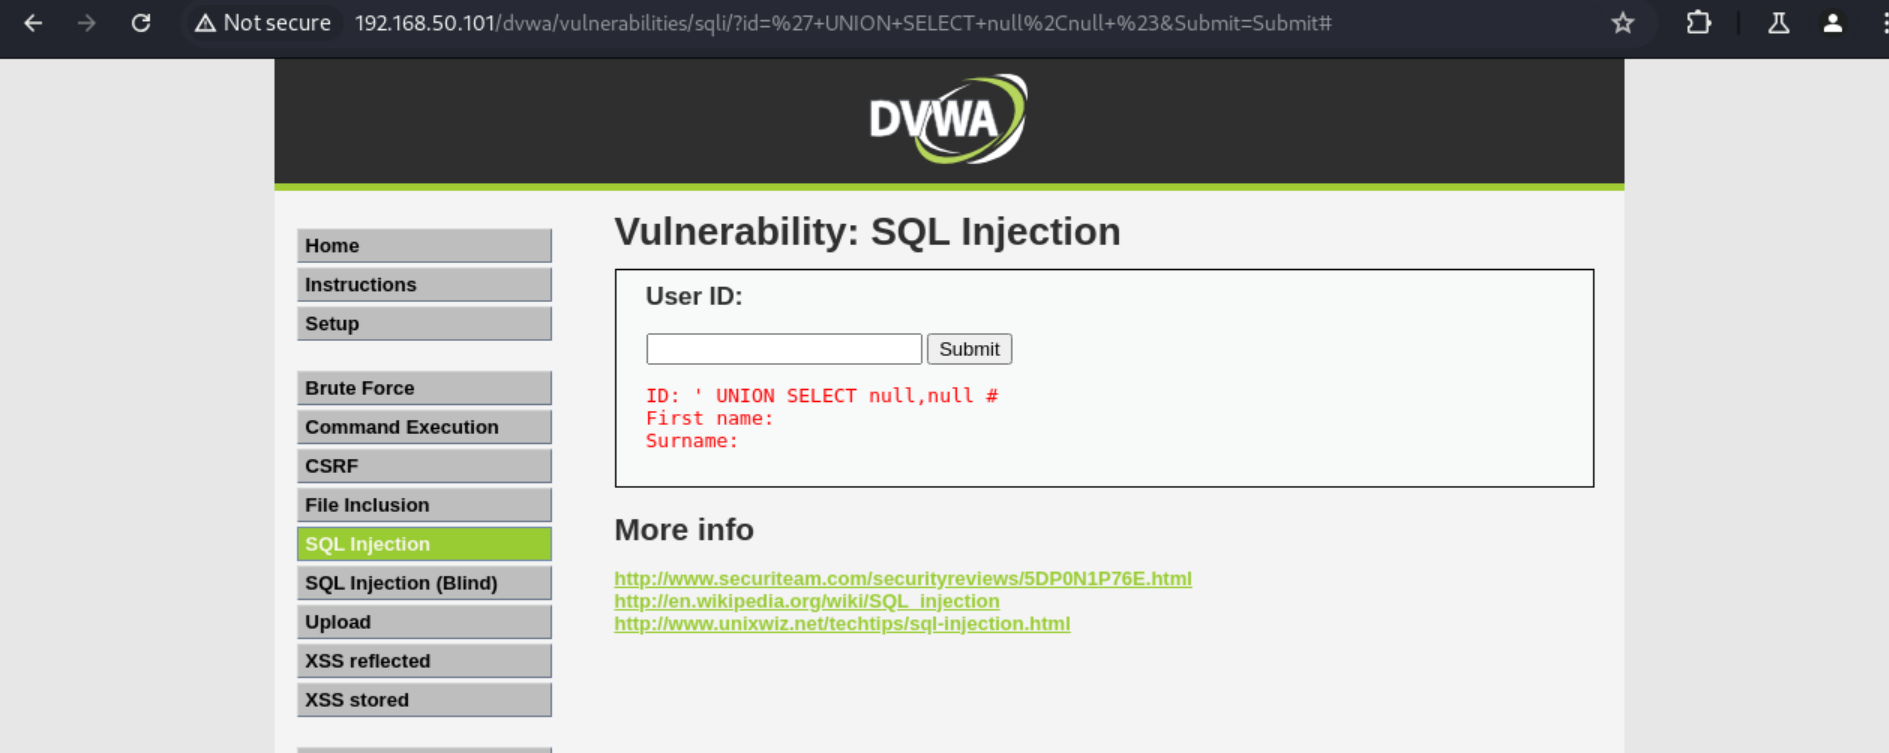 Not secure 192.168.50.101/dvwa/vulnerabilities/sqli/?id=%27+UNION+SELECT+null%2Cnull+%23&Submit=Submit#
DVWA
Home
Instructions
Setup
Brute Force
Command Execution
CSRF
File Inclusion
SQL Injection
SQL Injection (Blind)
Upload
XSS reflected
XSS stored
Vulnerability: SQL Injection
User ID:
Submit
ID: ' UNION SELECT null,null #
First name:
Surname:
More info
http://www.securiteam.com/securityreviews/5DP0N1P76E.html
http://en.wikipedia.org/wiki/SQL_injection
http://www.unixwiz.net/techtips/sql-injection.html